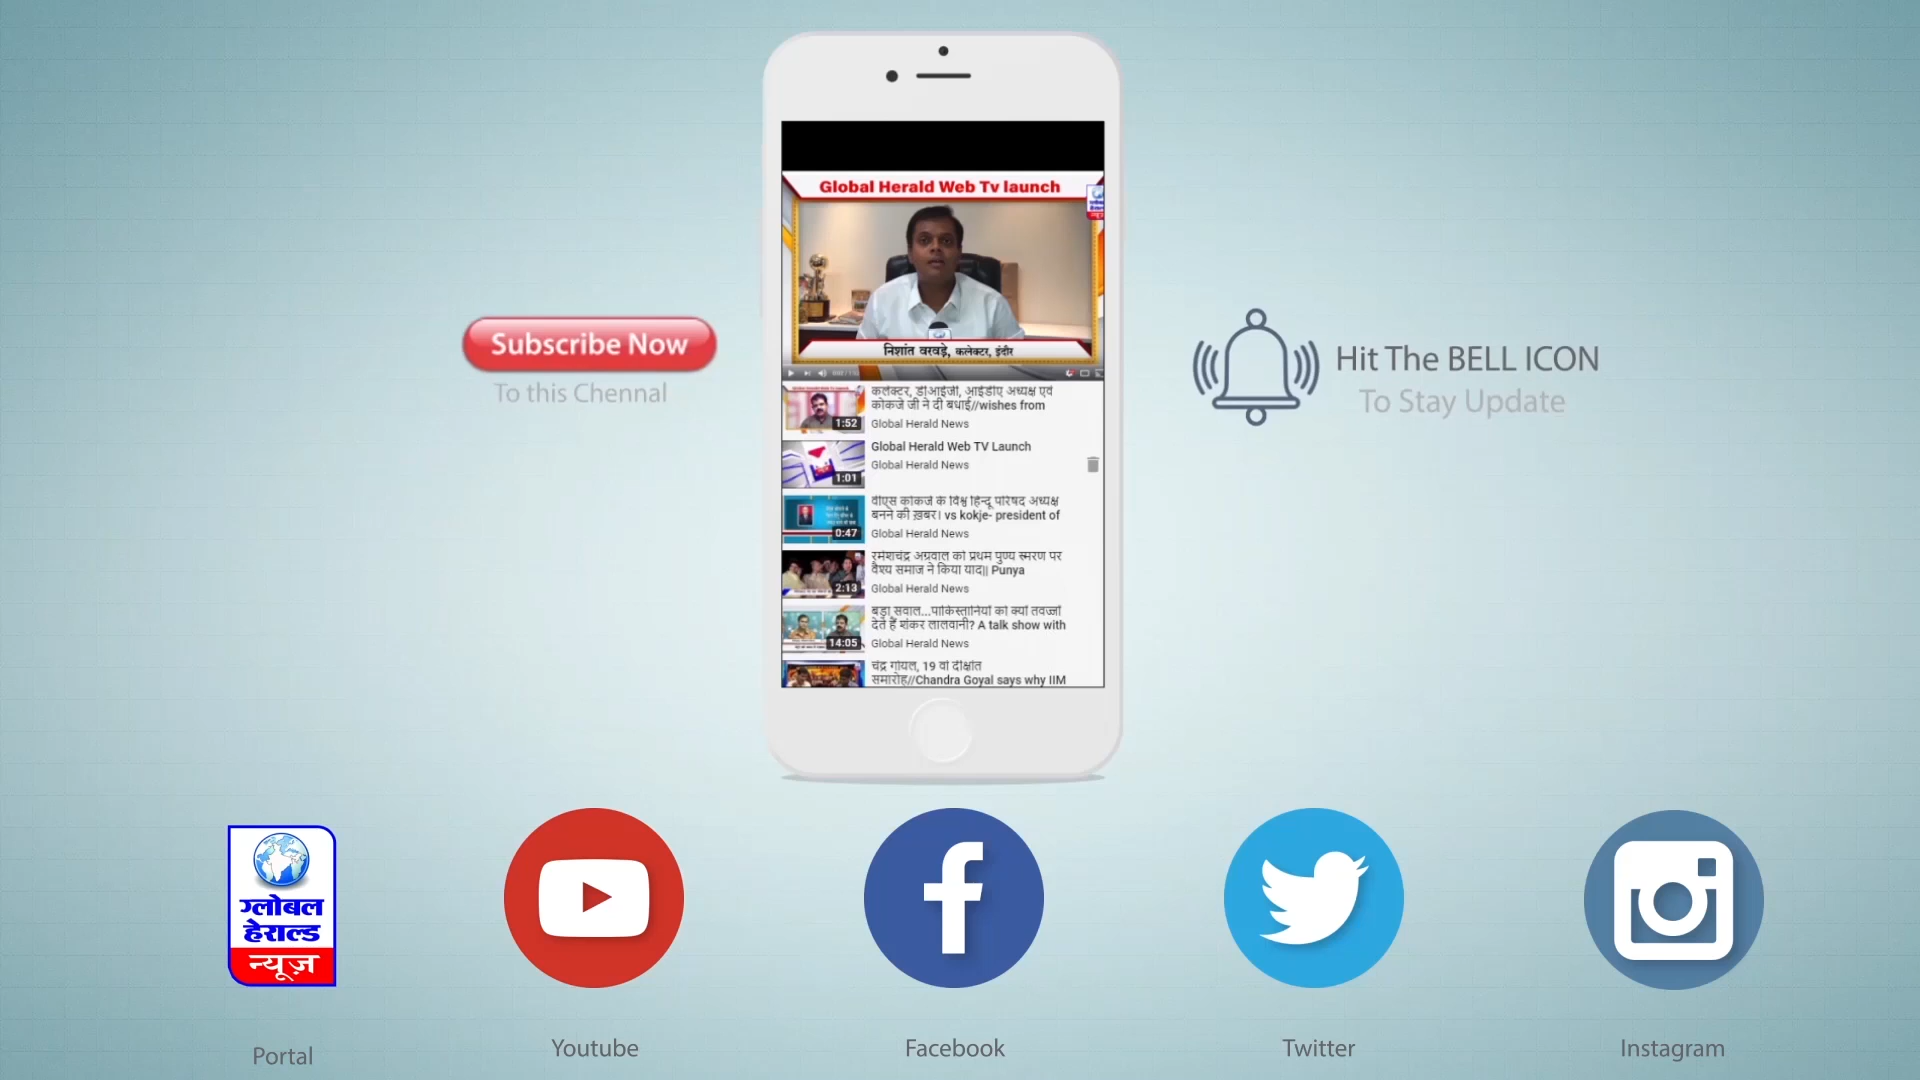 Global Herald Web Tv launch
निशांत वरवड़े, कलेक्टर, इंदौर
कलेक्टर, डीआईजी, आईडीए अध्यक्ष एवं
कोकजे जी ने दी बधाई//wishes from
Global Herald News
1:52
Global Herald Web TV Launch
Global Herald News
1:01
वीएस कोकजे के विश्व हिन्दू परिषद अध्यक्ष
बनने की ख़बर। vs kokje- president of
Global Herald News
0:47
रमेशचंद्र अग्रवाल को प्रथम पुण्य स्मरण पर
वैश्य समाज ने किया याद|| Punya
Global Herald News
2:13
बड़ा सवाल...पाकिस्तानियों को क्यों तवज्जो
देते हैं शंकर लालवानी? A talk show with
Global Herald News
14:05
चंद्र गोयल, 19 वां दीक्षांत
समारोह//Chandra Goyal says why IIM
Subscribe Now
To this Chennal
Hit The BELL ICON
To Stay Update
ग्लोबल
हेराल्ड
न्यूज़
Portal
Youtube
Facebook
Twitter
Instagram